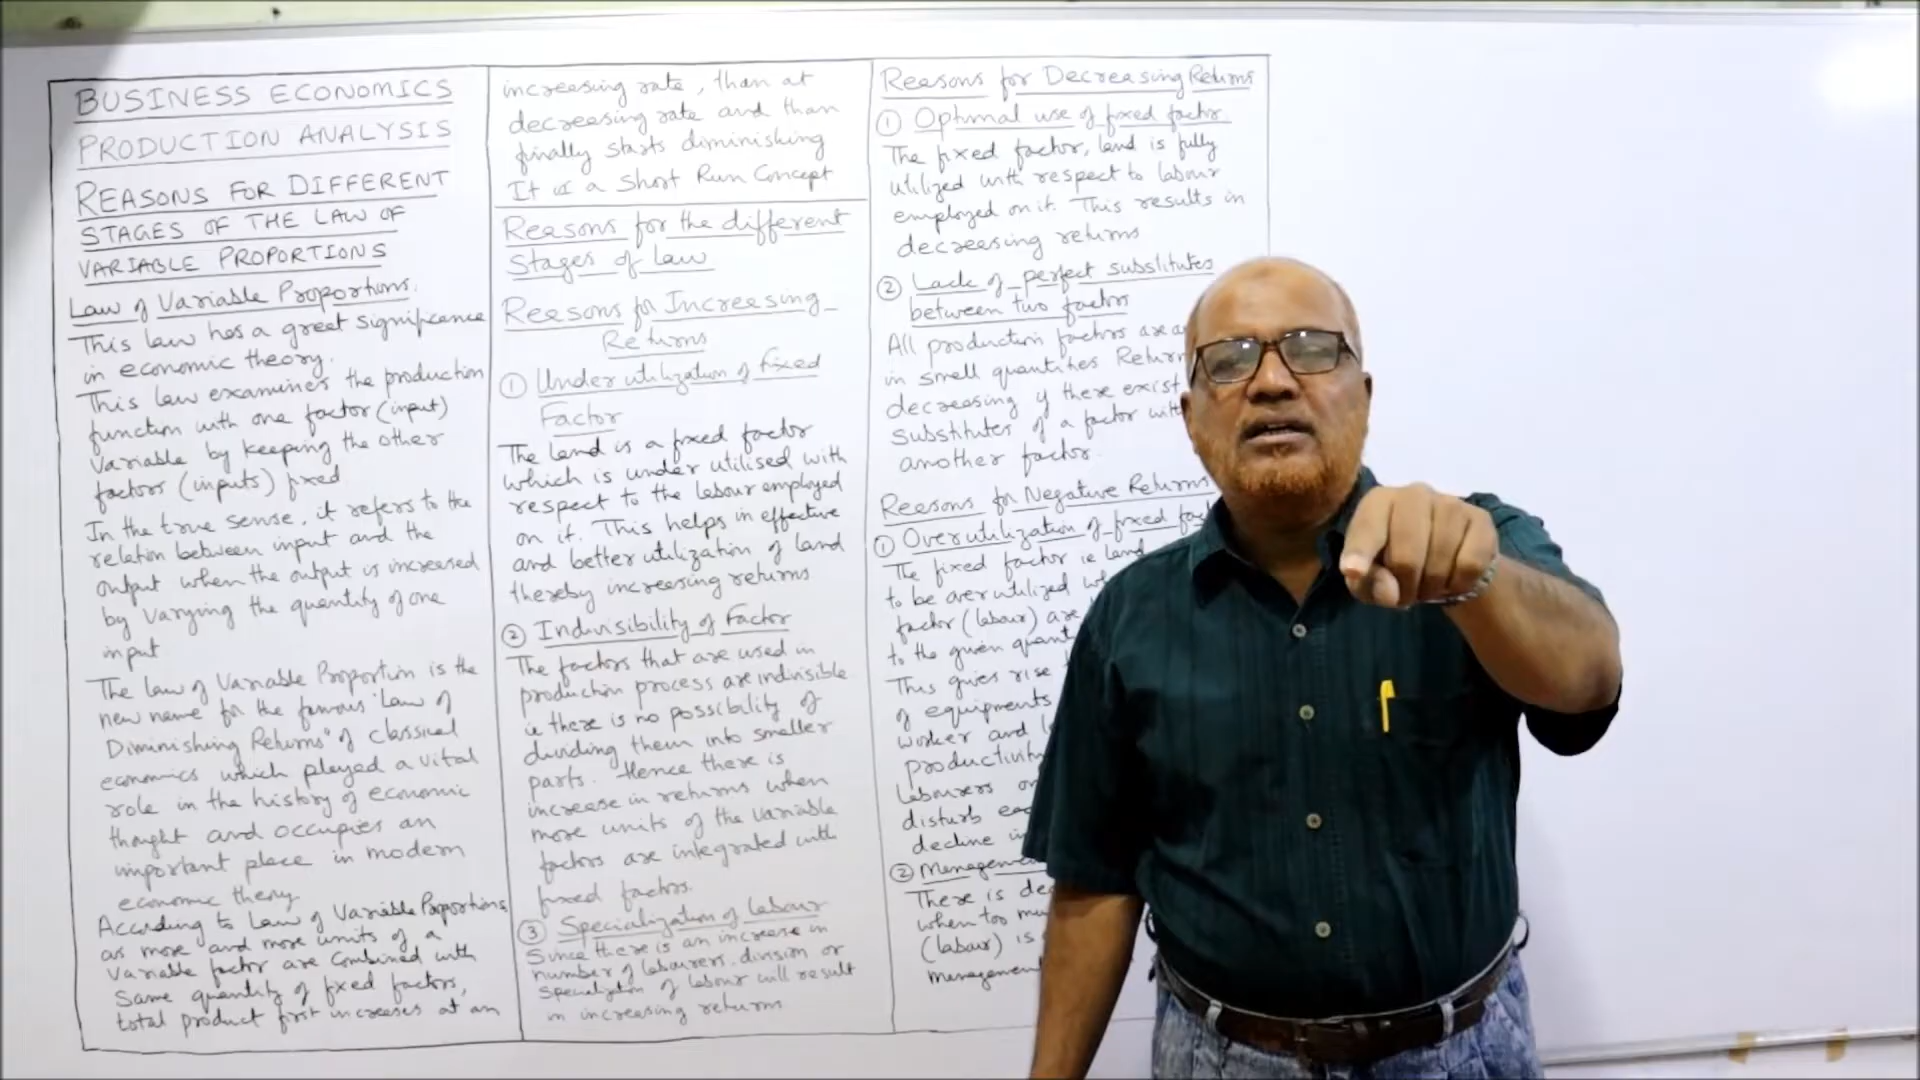 BUSINESS ECONOMICS
PRODUCTION ANALYSIS
REASONS FOR DIFFERENT
STAGES OF THE LAW OF
VARIABLE PROPORTIONS
Law of Variable Proportions.
This law has a great significance
in economic theory.
This law examines the production
function with one factor (input)
variable by keeping the other
factors (inputs) fixed
In the true sense, it refers to the
relation between input and the
output when the output is increased
by varying the quantity of one
input
The law of Variable Proportion is the
new name for the famous "Law of
Diminishing Returns" of classical
economics which played a vital
role in the history of economic
thought and occupies an
important place in modern
economic theory
According to Law of Variable Proportions,
as more and more units of a
variable factor are combined with
same quantity of fixed factors,
total product first increases at an
increasing rate, than at
decreasing rate and than
finally starts diminishing
It is a Short Run Concept
Reasons for the different
Stages of Law
Reasons for Increasing
Returns
① Under utilization of Fixed
Factor
The land is a fixed factor
which is under utilised with
respect to the labour employed
on it. This helps in effective
and better utilization of land
thereby increasing returns
② Indivisibility of Factor
The factors that are used in
production process are indivisible
ie there is no possibility of
dividing them into smaller
parts. Hence there is
increase in returns when
more units of the variable
factors are integrated with
fixed factors.
③ Specialization of labour
Since there is an increase in
number of labourers, division or
specialization of labour will result
in increasing returns
Reasons for Decreasing Returns
① Optimal use of fixed factor.
The fixed factor, land is fully
utilized with respect to labour
employed on it. This results in
decreasing returns
② Lack of perfect substitutes
between two factors
All production factors are
in small quantities Return
decreasing if there exist
substitutes of a factor with
another factor.
Reasons for Negative Returns
① Overutilization of fixed
The fixed factor ie land
to be overutilized
factor (labour) are
to the given
This gives rise
of equipments
worker and
productivity
labourers
disturb
decline
②
There is
when too
(labour) is
management